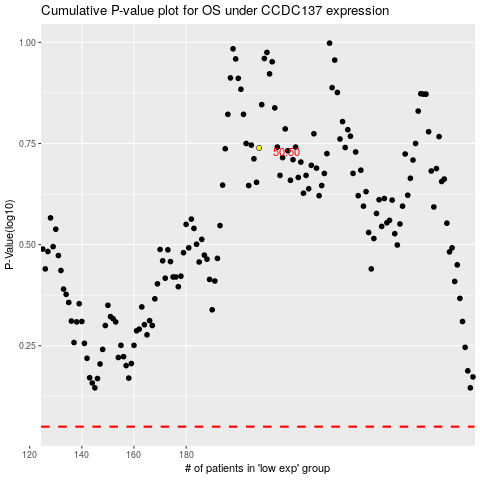 Cumulative P-value plot for OS under CCDC137 expression
P-Value(log10)
1.00
0.75
0.50
0.25
50:50
120 140 160 180
# of patients in 'low exp' group